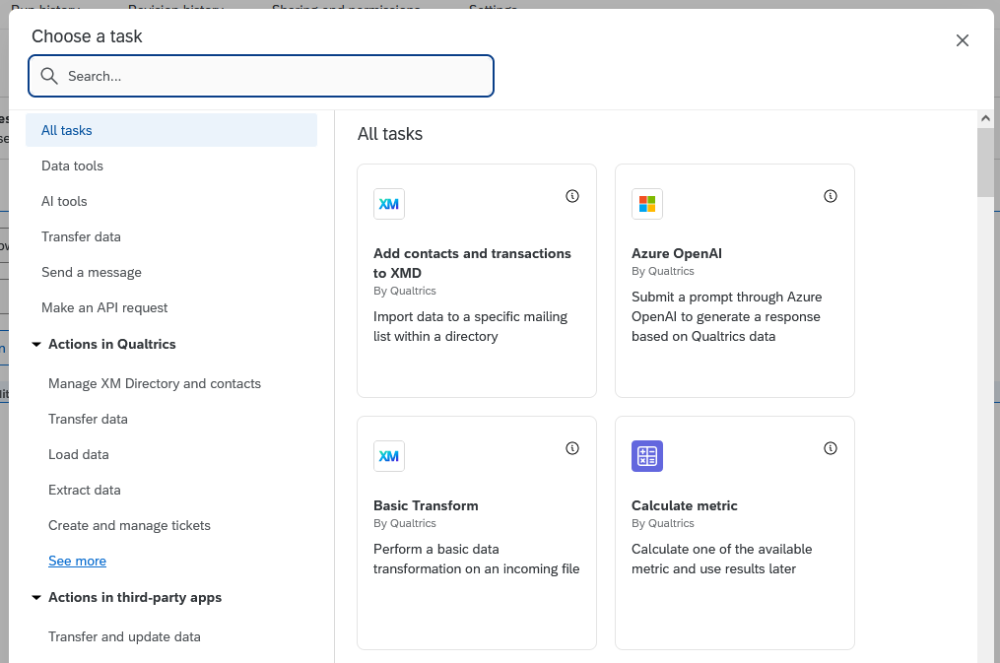 Choose a task
Search...
All tasks
Data tools
AI tools
Transfer data
Send a message
Make an API request
Actions in Qualtrics
Manage XM Directory and contacts
Transfer data
Load data
Extract data
Create and manage tickets
See more
Actions in third-party apps
Transfer and update data
All tasks
XM
Add contacts and transactions
to XMD
By Qualtrics
Import data to a specific mailing
list within a directory
Azure OpenAI
By Qualtrics
Submit a prompt through Azure
OpenAI to generate a response
based on Qualtrics data
XM
Basic Transform
By Qualtrics
Perform a basic data
transformation on an incoming file
Calculate metric
By Qualtrics
Calculate one of the available
metric and use results later